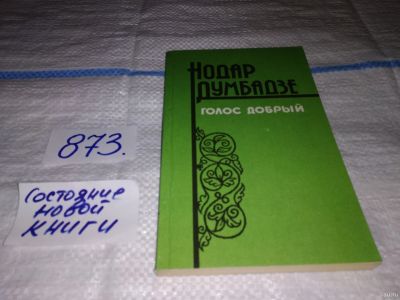 НОДАР
ДУМБАДЗЕ
ГОЛОС ДОБРЫЙ
873.
Состояние
новой
книги